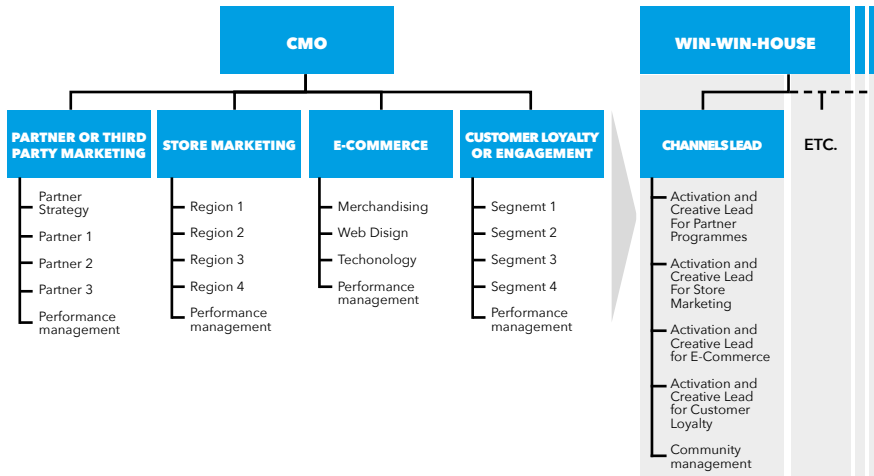 CMO
PARTNER OR THIRD
PARTY MARKETING
Partner
Strategy
Partner 1
Partner 2
Partner 3
Performance
management
STORE MARKETING
Region 1
Region 2
Region 3
Region 4
Performance
management
E-COMMERCE
Merchandising
Web Disign
Techonology
Performance
management
CUSTOMER LOYALTY
OR ENGAGEMENT
Segnemt 1
Segment 2
Segment 3
Segment 4
Performance
management
WIN-WIN-HOUSE
CHANNELS LEAD
Activation and
Creative Lead
For Partner
Programmes
Activation and
Creative Lead
For Store
Marketing
Activation and
Creative Lead
for E-Commerce
Activation and
Creative Lead
for Customer
Loyalty
Community
management
ETC.